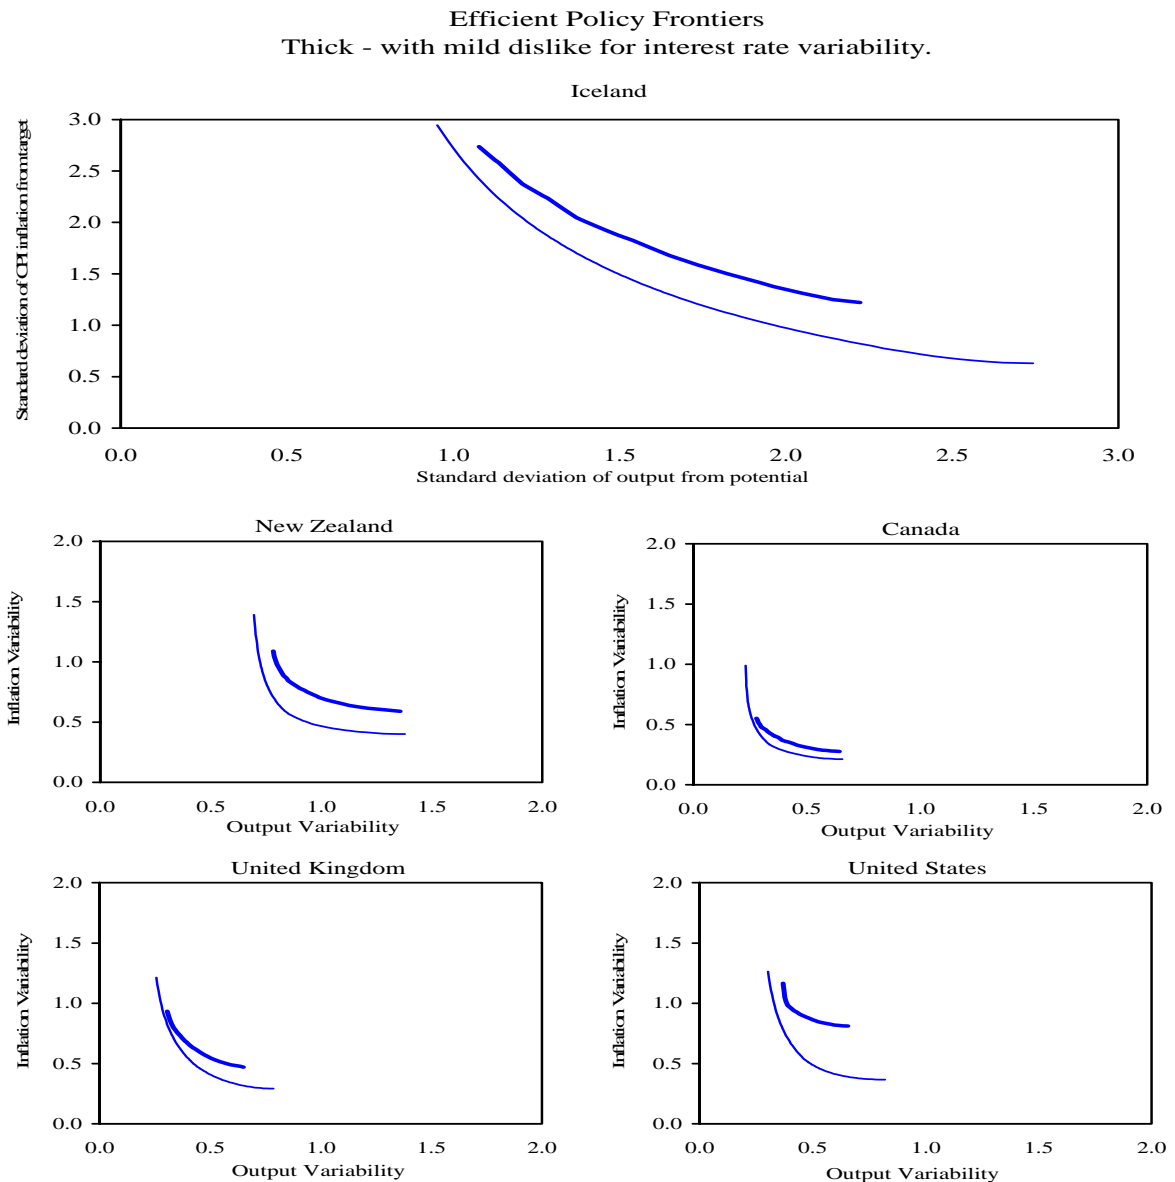 Efficient Policy Frontiers
Thick - with mild dislike for interest rate variability.
Iceland
Standard deviation of CPI inflation from target
3.0
2.5
2.0
1.5
1.0
0.5
0.0
0.0 0.5 1.0 1.5 2.0 2.5 3.0
Standard deviation of output from potential
New Zealand
Inflation Variability
2.0
1.5
1.0
0.5
0.0
0.0 0.5 1.0 1.5 2.0
Output Variability
Canada
Inflation Variability
2.0
1.5
1.0
0.5
0.0
0.0 0.5 1.0 1.5 2.0
Output Variability
United Kingdom
Inflation Variability
2.0
1.5
1.0
0.5
0.0
0.0 0.5 1.0 1.5 2.0
Output Variability
United States
Inflation Variability
2.0
1.5
1.0
0.5
0.0
0.0 0.5 1.0 1.5 2.0
Output Variability